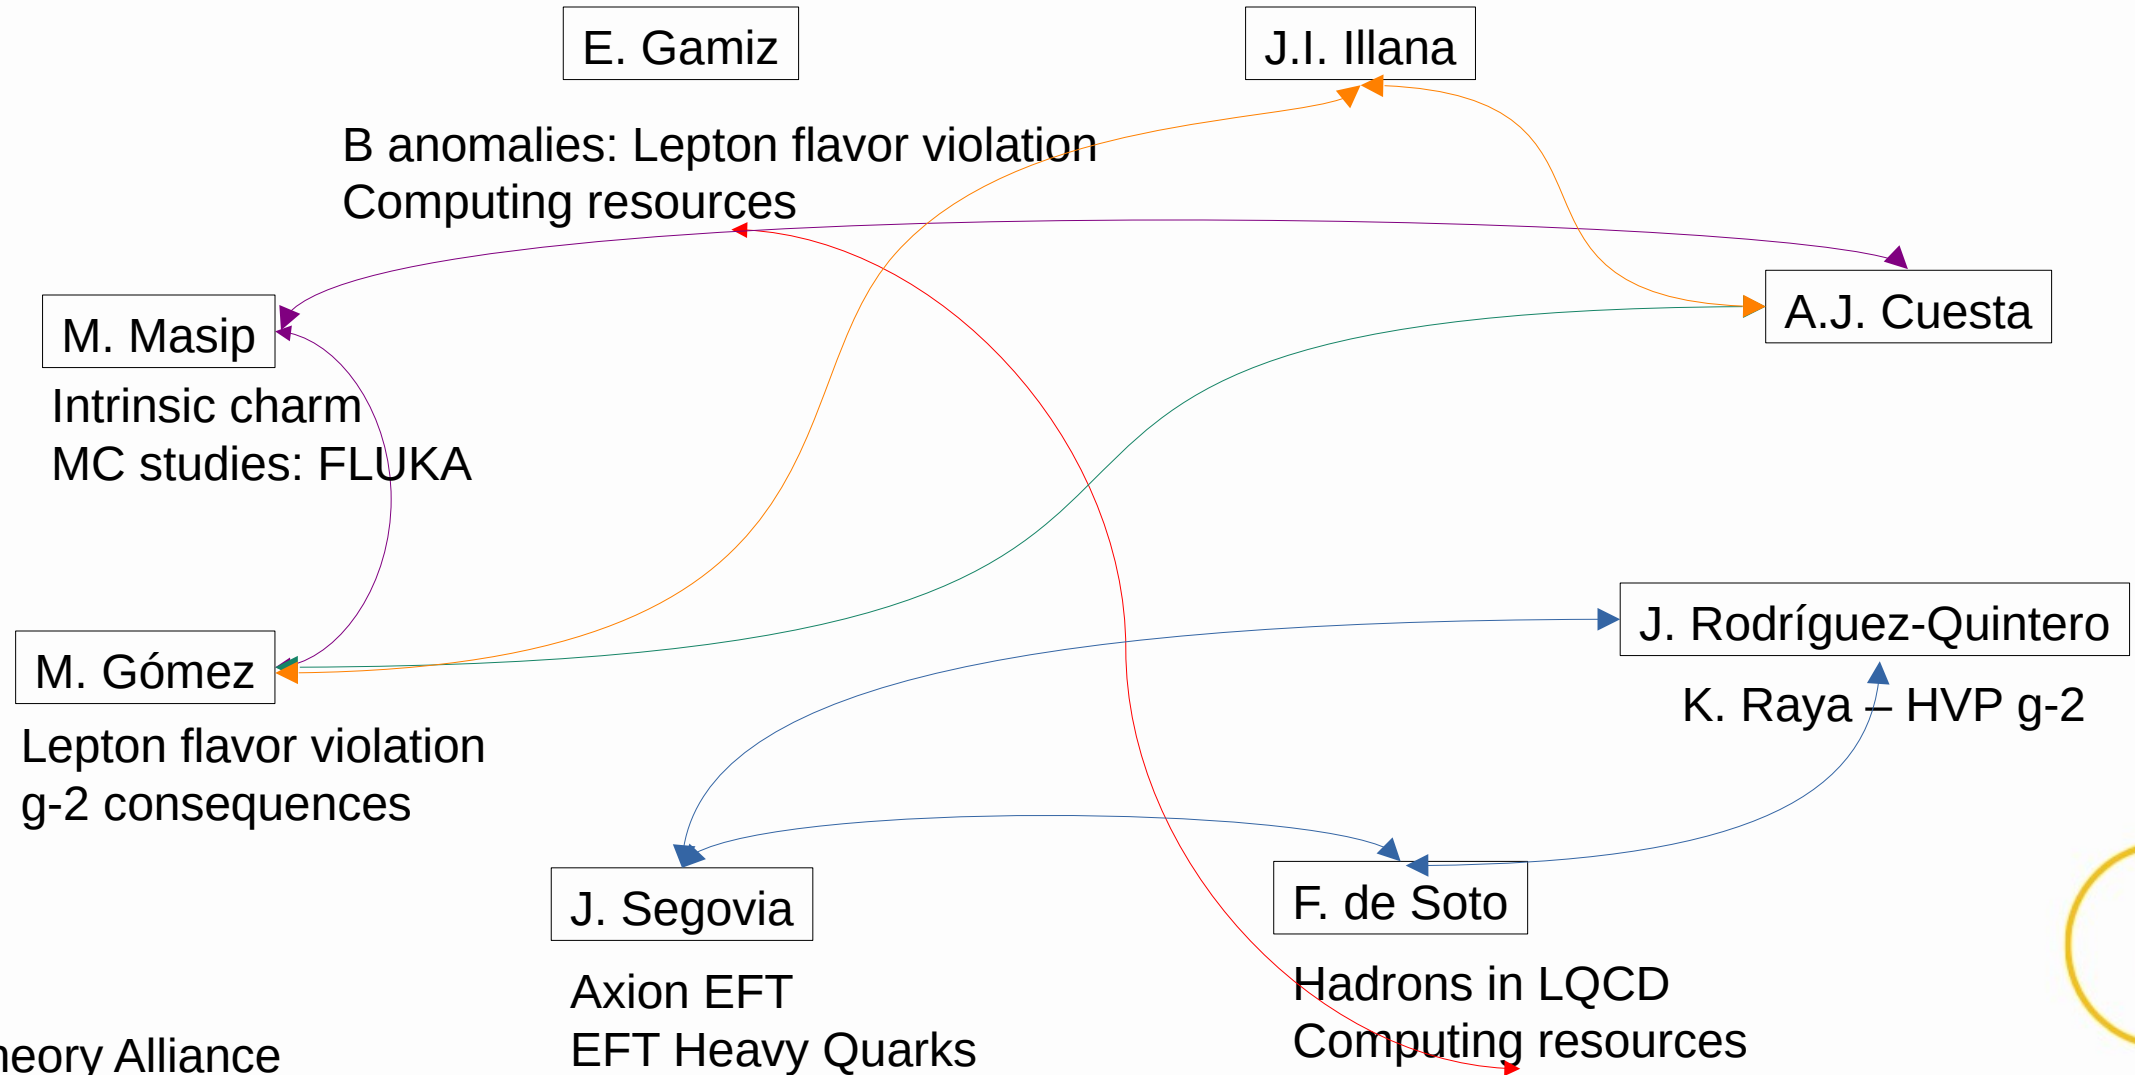 E. Gamiz
J.I. Illana
B anomalies: Lepton flavor violation
Computing resources
M. Masip
A.J. Cuesta
Intrinsic charm
MC studies: FLUKA
M. Gómez
J. Rodríguez-Quintero
K. Raya – HVP g-2
Lepton flavor violation
g-2 consequences
J. Segovia
F. de Soto
Axion EFT
EFT Heavy Quarks
Hadrons in LQCD
Computing resources
heory Alliance